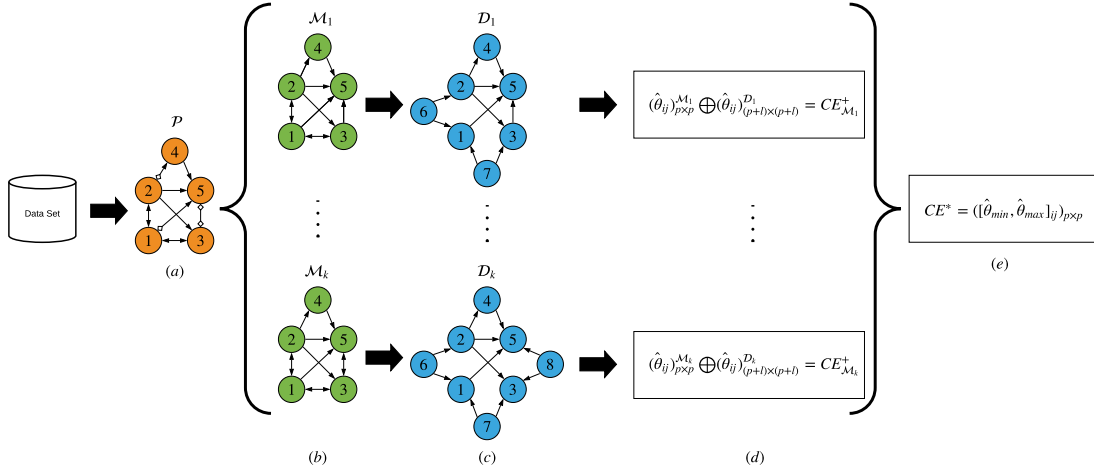 Data Set
𝒫
4
2
5
1
3
(a)
ℳ₁
4
2
5
1
3
ℳₖ
4
2
5
1
3
(b)
𝒟₁
4
2
5
6
1
3
7
𝒟ₖ
4
2
5
6
8
1
3
7
(c)
(θ̂ᵢⱼ)^{ℳ₁}_{p×p} ⨁ (θ̂ᵢⱼ)^{𝒟₁}_{(p+l)×(p+l)} = CE^{+}_{ℳ₁}
(θ̂ᵢⱼ)^{ℳₖ}_{p×p} ⨁ (θ̂ᵢⱼ)^{𝒟ₖ}_{(p+l)×(p+l)} = CE^{+}_{ℳₖ}
(d)
CE* = ([θ̂_{min}, θ̂_{max}]_{ij})_{p×p}
(e)